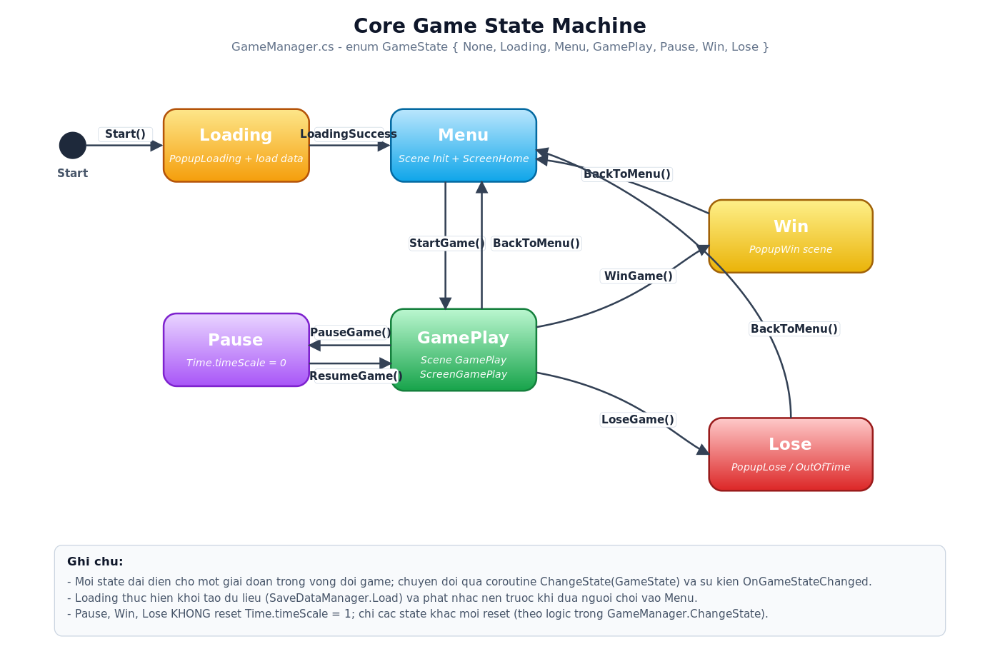 Core Game State Machine
GameManager.cs - enum GameState { None, Loading, Menu, GamePlay, Pause, Win, Lose }
Start()
Start
Loading
PopupLoading + load data
LoadingSuccess
Menu
Scene Init + ScreenHome
BackToMenu()
Win
PopupWin scene
StartGame()
BackToMenu()
WinGame()
Pause
Time.timeScale = 0
PauseGame()
ResumeGame()
GamePlay
Scene GamePlay
ScreenGamePlay
BackToMenu()
LoseGame()
Lose
PopupLose / OutOfTime
Ghi chu:
- Moi state dai dien cho mot giai doan trong vong doi game; chuyen doi qua coroutine ChangeState(GameState) va su kien OnGameStateChanged.
- Loading thuc hien khoi tao du lieu (SaveDataManager.Load) va phat nhac nen truoc khi dua nguoi choi vao Menu.
- Pause, Win, Lose KHONG reset Time.timeScale = 1; chi cac state khac moi reset (theo logic trong GameManager.ChangeState).